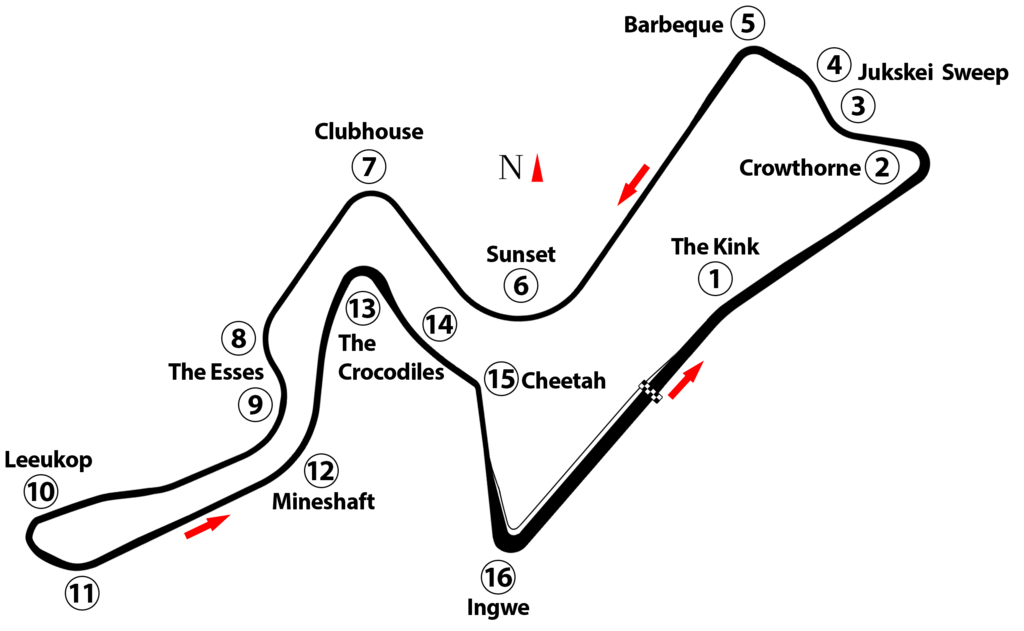 Barbeque 5
4 Jukskei Sweep
3
Clubhouse
7
N
Crowthorne 2
The Kink
1
Sunset
6
8
The Esses
9
13
The
Crocodiles
14
15 Cheetah
Leeukop
10
12
Mineshaft
11
16
Ingwe